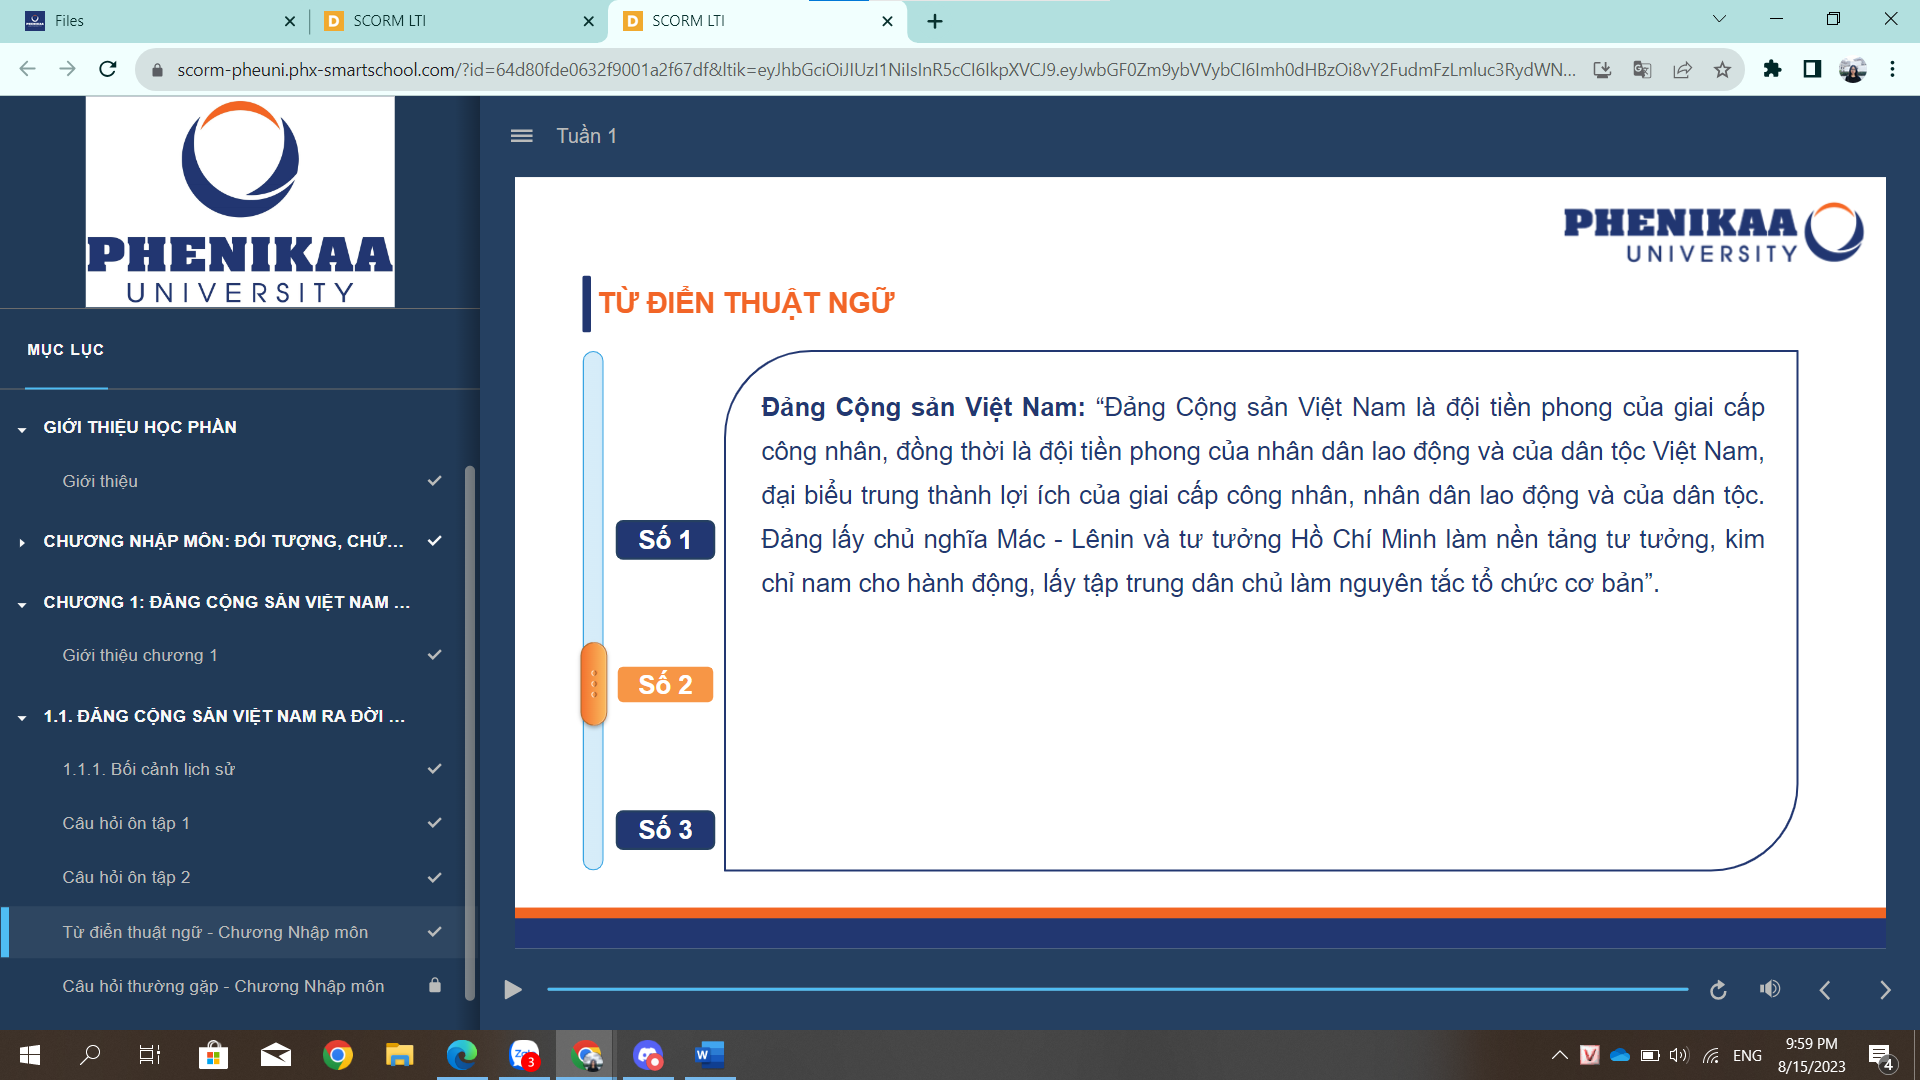 Files
SCORM LTI
SCORM LTI
scorm-pheuni.phx-smartschool.com/?id=64d80fde0632f9001a2f67df&ltik=eyJhbGciOiJIUzI1NiIsInR5cCI6IkpXVCJ9.eyJwbGF0Zm9ybVVybCI6Imh0dHBzOi8vY2FudmFzLmluc3RydWN...
PHENIKAA
UNIVERSITY
MỤC LỤC
GIỚI THIỆU HỌC PHẦN
Giới thiệu
CHƯƠNG NHẬP MÔN: ĐỐI TƯỢNG, CHỨ...
CHƯƠNG 1: ĐẢNG CỘNG SẢN VIỆT NAM ...
Giới thiệu chương 1
1.1. ĐẢNG CỘNG SẢN VIỆT NAM RA ĐỜI ...
1.1.1. Bối cảnh lịch sử
Câu hỏi ôn tập 1
Câu hỏi ôn tập 2
Từ điển thuật ngữ - Chương Nhập môn
Câu hỏi thường gặp - Chương Nhập môn
Tuần 1
PHENIKAA
UNIVERSITY
TỪ ĐIỂN THUẬT NGỮ
Số 1
Số 2
Số 3
Đảng Cộng sản Việt Nam: “Đảng Cộng sản Việt Nam là đội tiền phong của giai cấp
công nhân, đồng thời là đội tiền phong của nhân dân lao động và của dân tộc Việt Nam,
đại biểu trung thành lợi ích của giai cấp công nhân, nhân dân lao động và của dân tộc.
Đảng lấy chủ nghĩa Mác - Lênin và tư tưởng Hồ Chí Minh làm nền tảng tư tưởng, kim
chỉ nam cho hành động, lấy tập trung dân chủ làm nguyên tắc tổ chức cơ bản”.
ENG
9:59 PM
8/15/2023
4
3